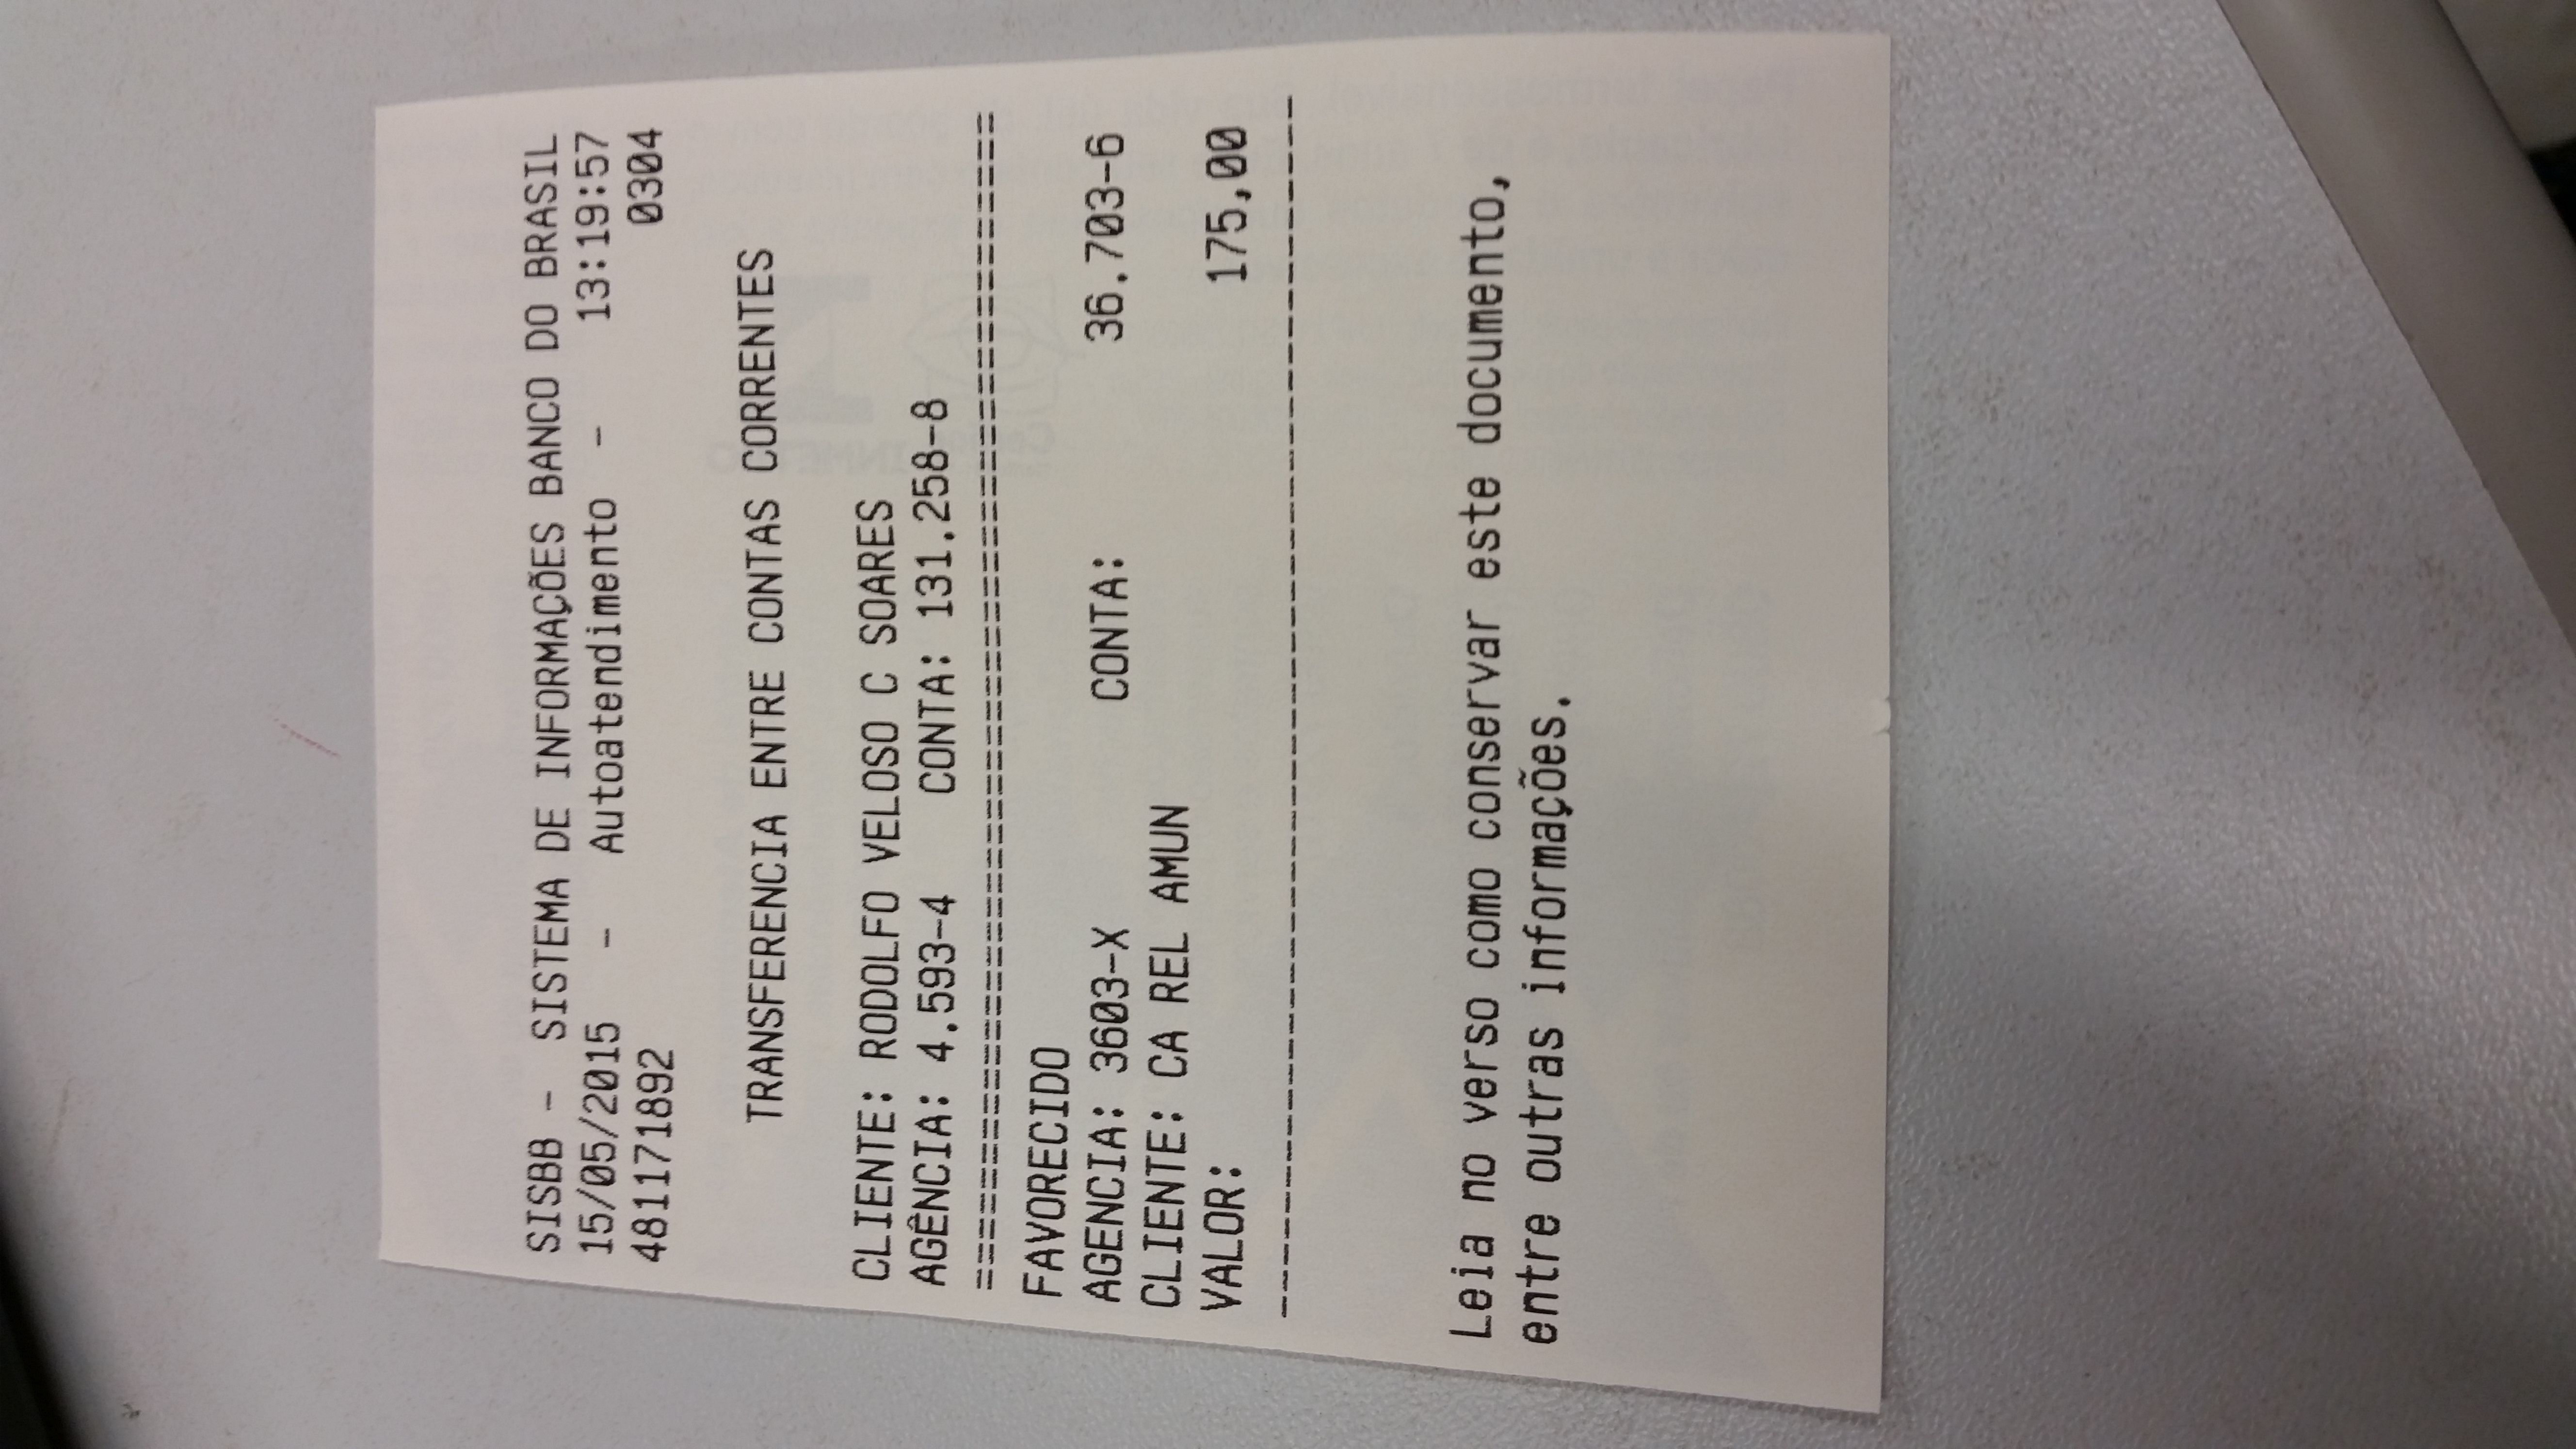 SISBB - SISTEMA DE INFORMAÇÕES BANCO DO BRASIL
15/05/2015 - Autoatendimento - 13:19:57
481171892 0304
TRANSFERENCIA ENTRE CONTAS CORRENTES
CLIENTE: RODOLFO VELOSO C SOARES
AGÊNCIA: 4.593-4 CONTA: 131.258-8
================================================
FAVORECIDO
AGENCIA: 3603-X CONTA: 36.703-6
CLIENTE: CA REL AMUN
VALOR: 175,00
------------------------------------------------
Leia no verso como conservar este documento,
entre outras informações.